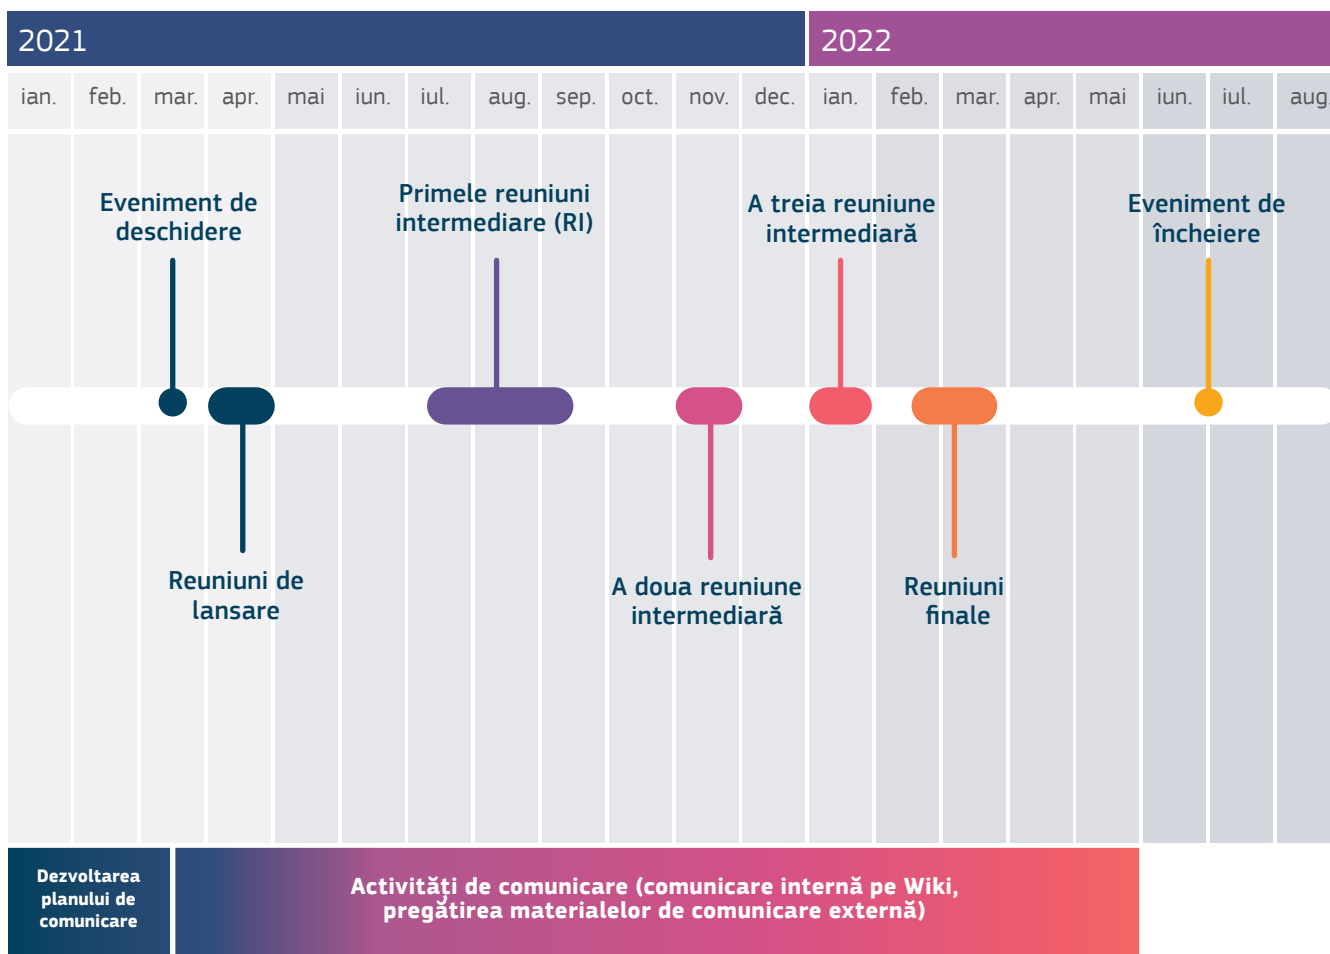 2021
2022
ian. feb. mar. apr. mai iun. iul. aug. sep. oct. nov. dec. ian. feb. mar. apr. mai iun. iul. aug.
Eveniment de
deschidere
Primele reuniuni
intermediare (RI)
A treia reuniune
intermediară
Eveniment de
încheiere
Reuniuni de
lansare
A doua reuniune
intermediară
Reuniuni
finale
Dezvoltarea
planului de
comunicare
Activități de comunicare (comunicare internă pe Wiki,
pregătirea materialelor de comunicare externă)